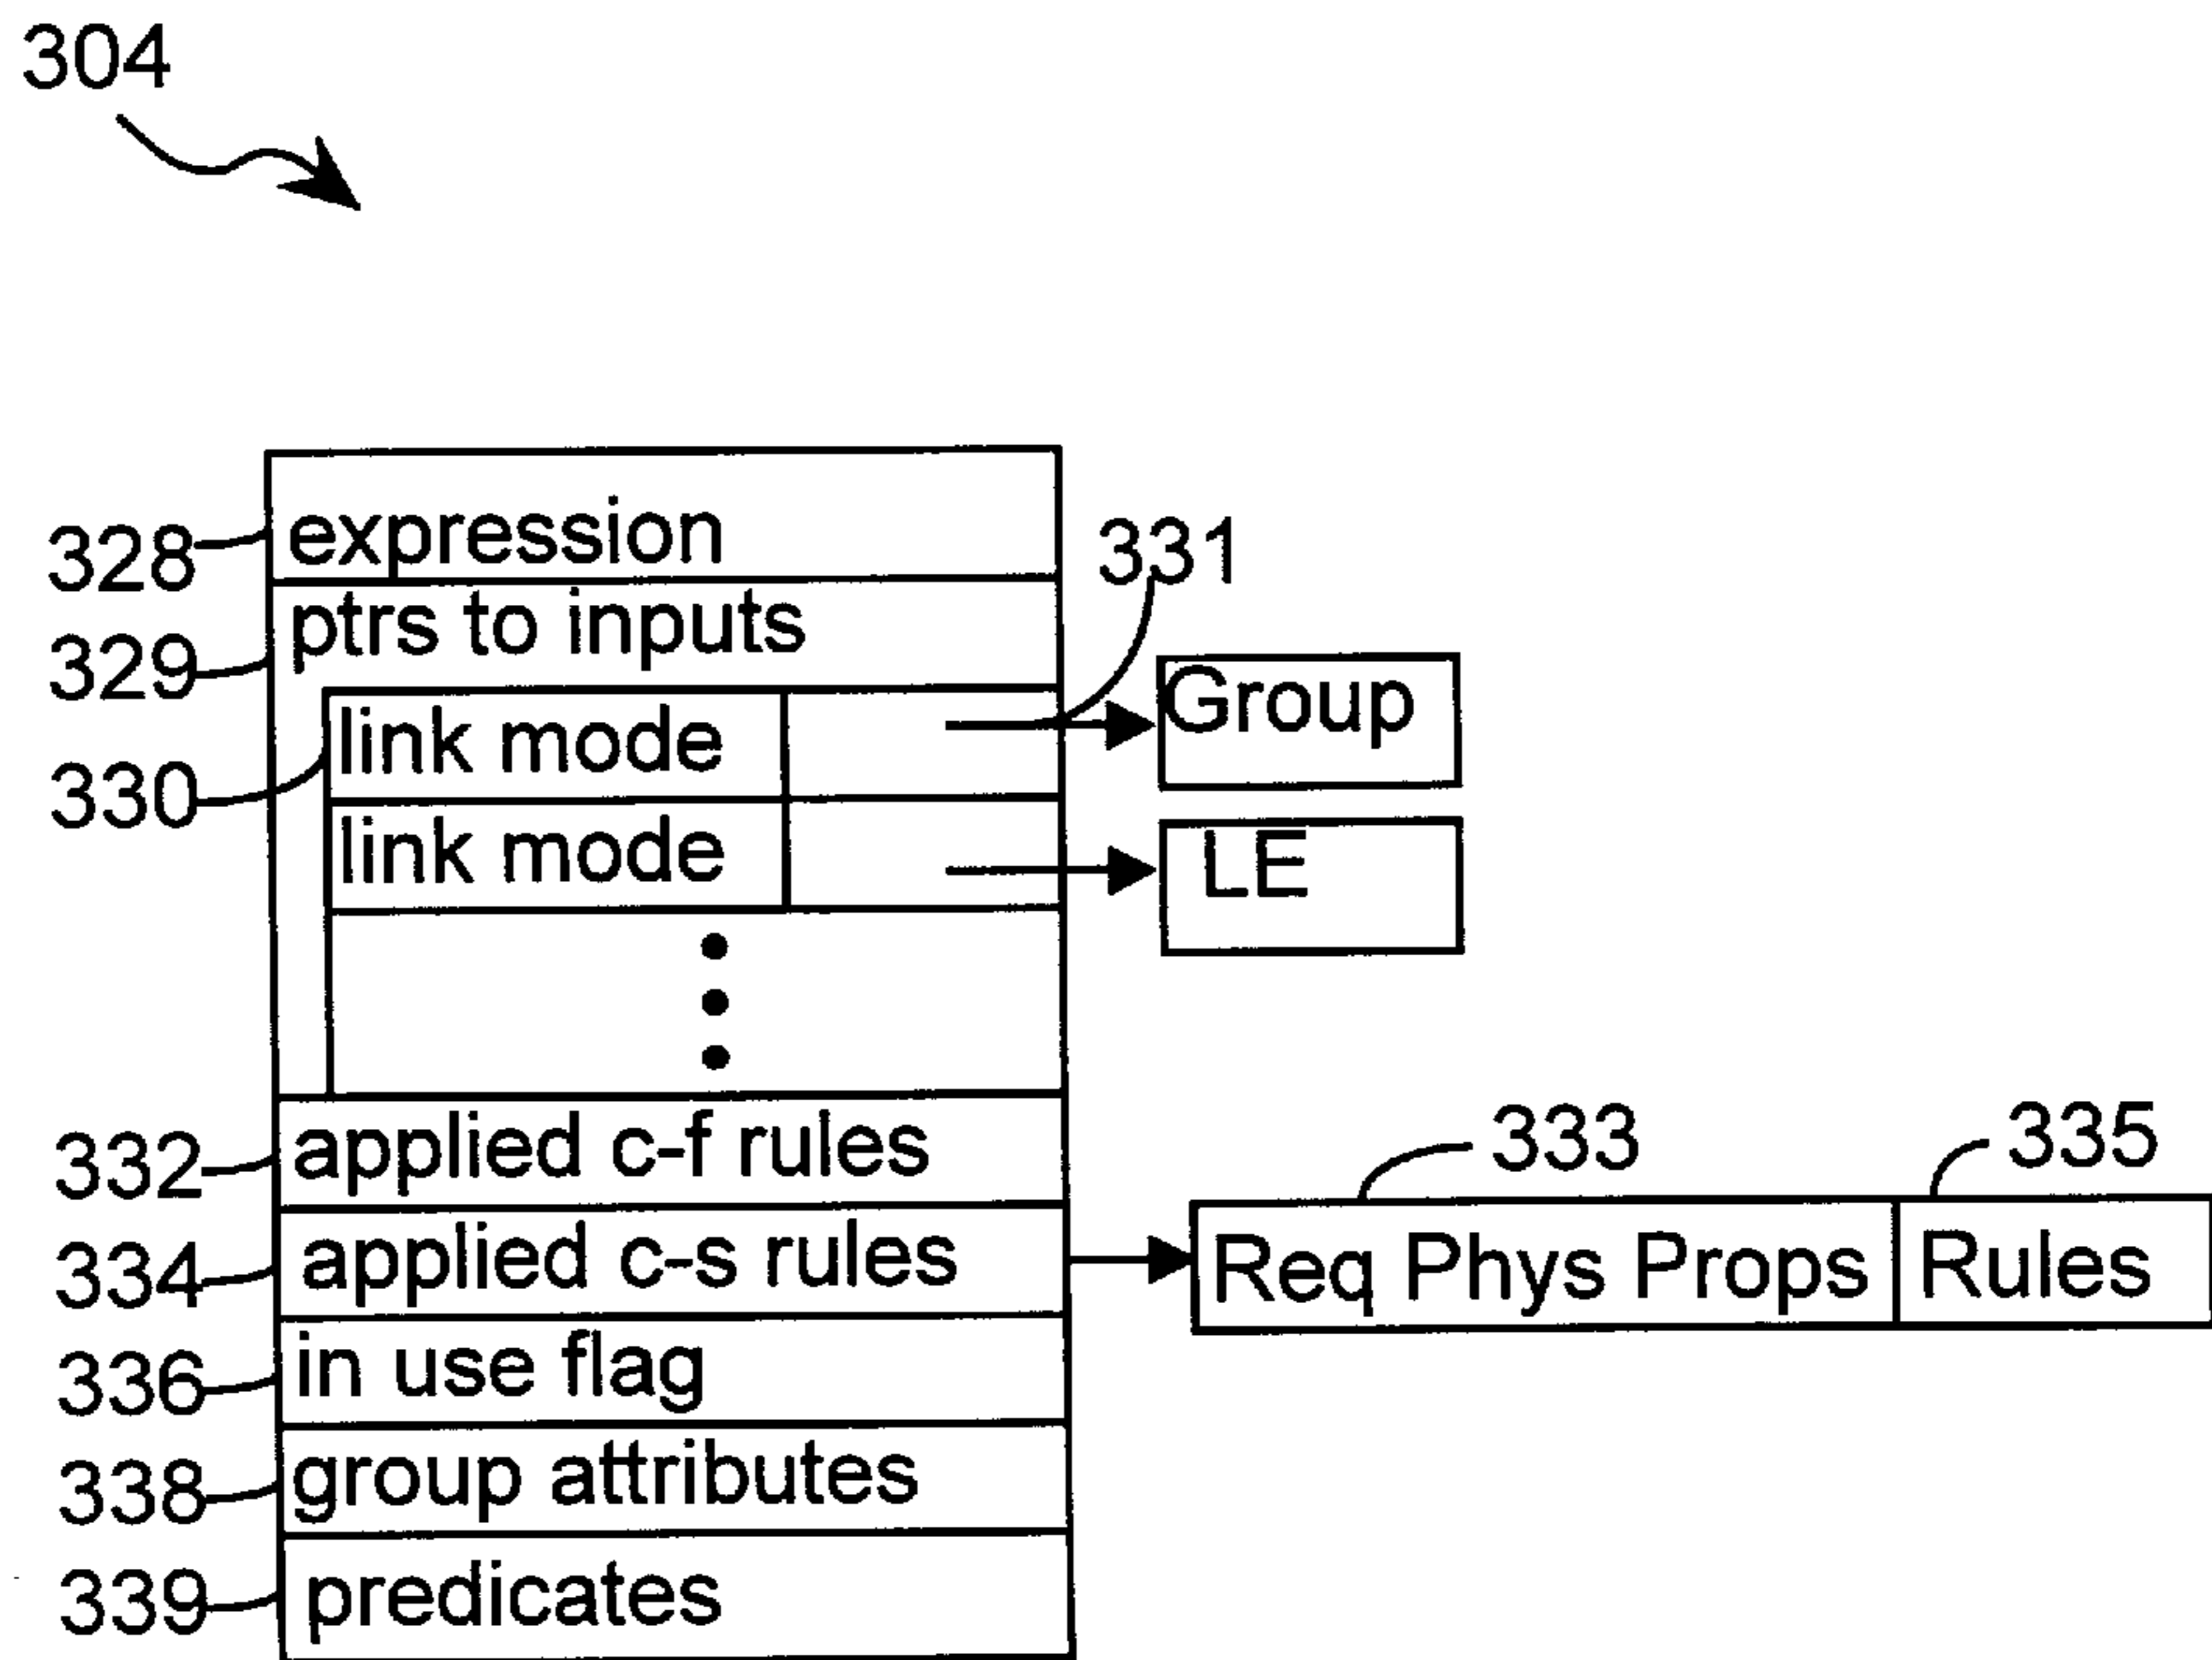 304
328 expression
331
329 ptrs to inputs
330 link mode Group
link mode LE
332 applied c-f rules
333 335
334 applied c-s rules Req Phys Props Rules
336 in use flag
338 group attributes
339 predicates